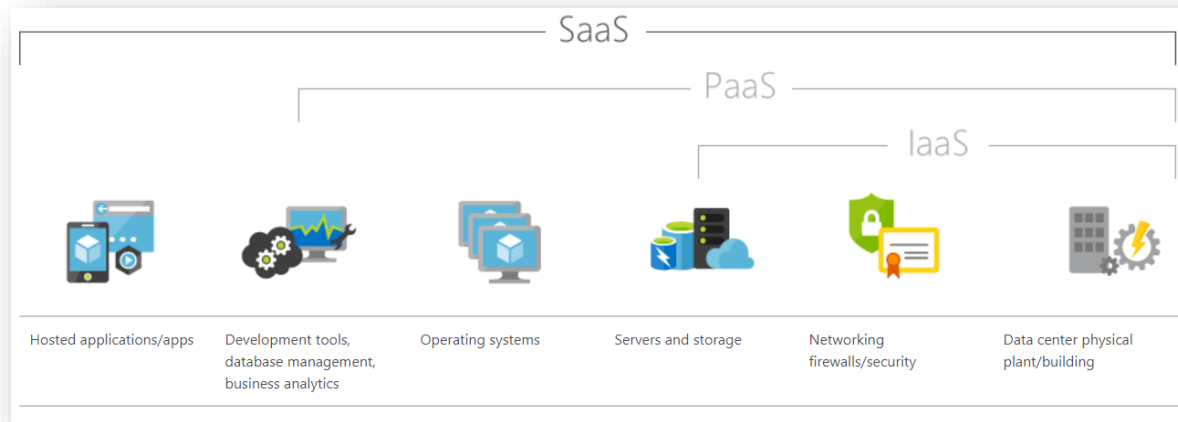 SaaS
PaaS
IaaS
Hosted applications/apps
Development tools,
database management,
business analytics
Operating systems
Servers and storage
Networking
firewalls/security
Data center physical
plant/building